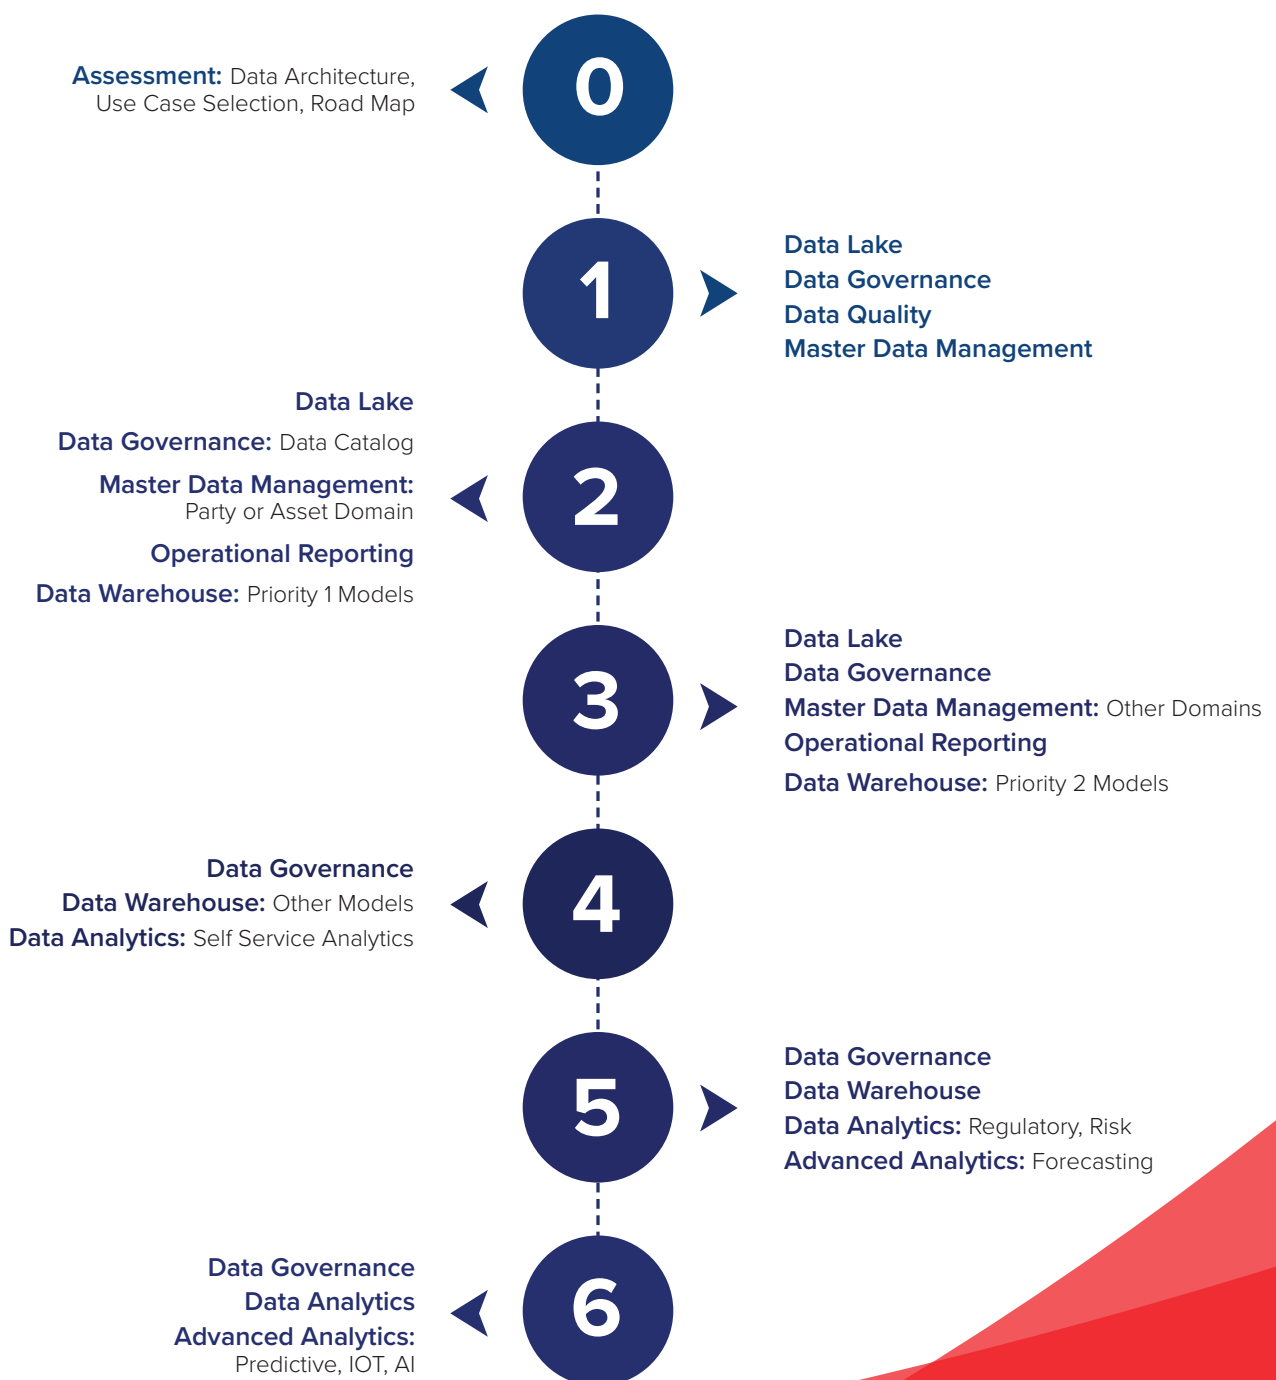 0
Assessment: Data Architecture,
Use Case Selection, Road Map
1
Data Lake
Data Governance
Data Quality
Master Data Management
2
Data Lake
Data Governance: Data Catalog
Master Data Management:
Party or Asset Domain
Operational Reporting
Data Warehouse: Priority 1 Models
3
Data Lake
Data Governance
Master Data Management: Other Domains
Operational Reporting
Data Warehouse: Priority 2 Models
4
Data Governance
Data Warehouse: Other Models
Data Analytics: Self Service Analytics
5
Data Governance
Data Warehouse
Data Analytics: Regulatory, Risk
Advanced Analytics: Forecasting
6
Data Governance
Data Analytics
Advanced Analytics:
Predictive, IOT, AI